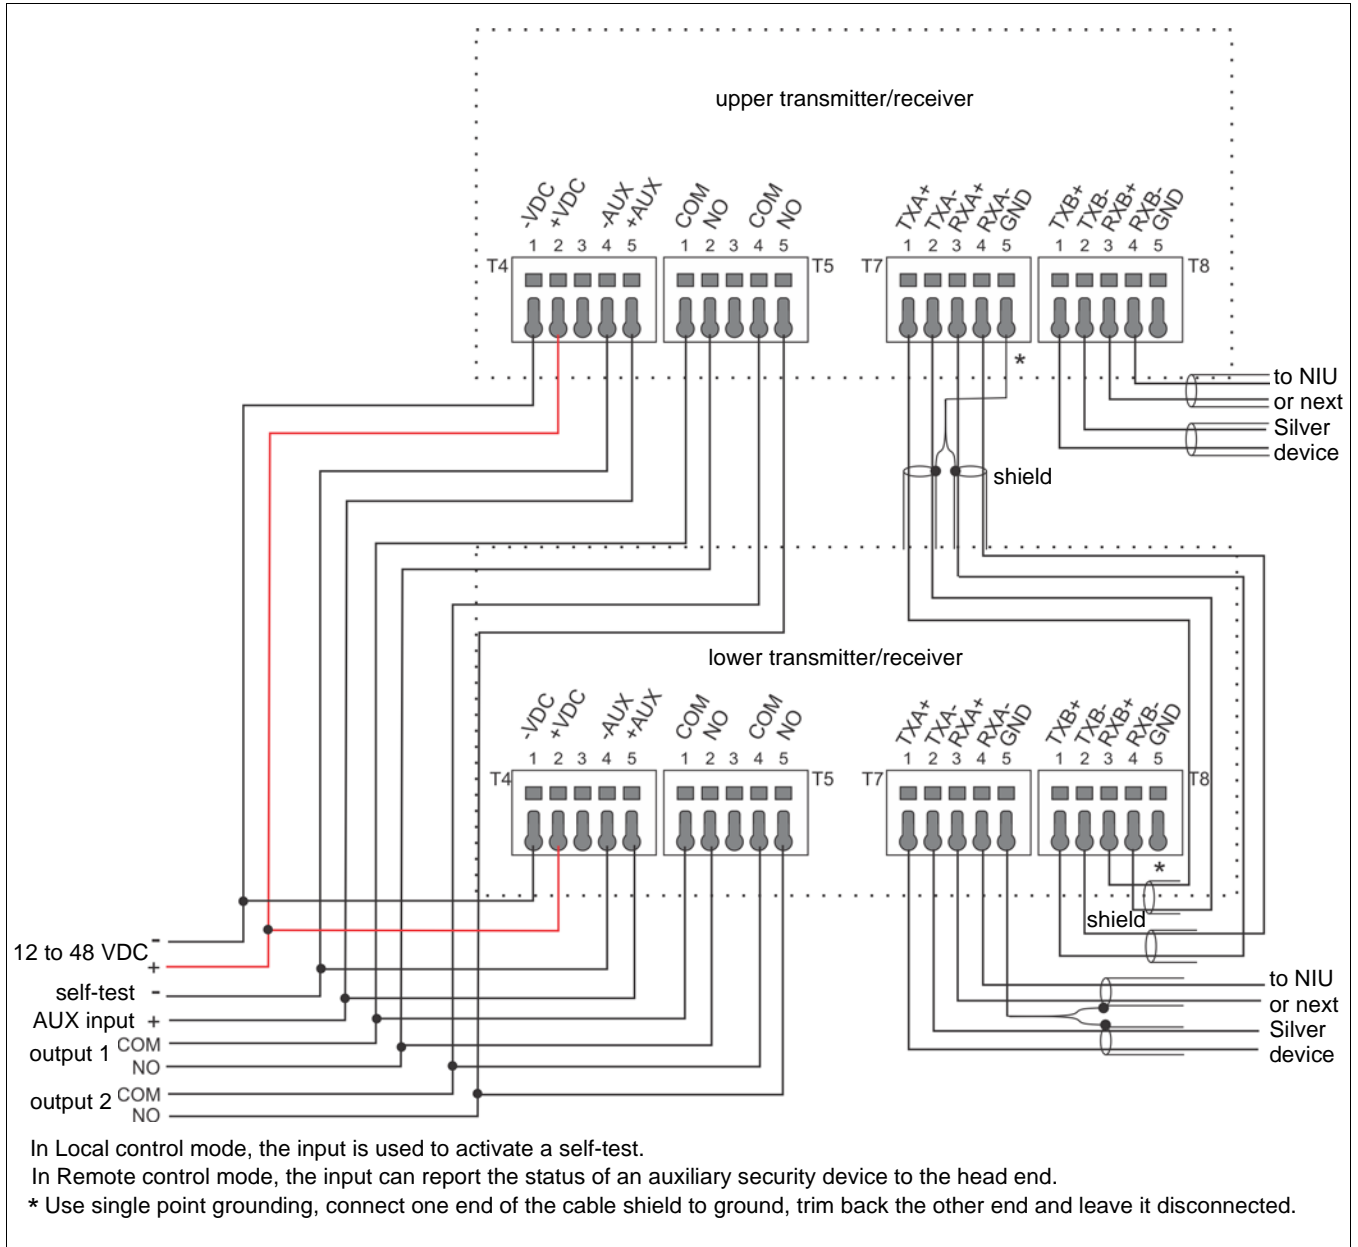 upper transmitter/receiver
-VDC +VDC -AUX +AUX COM NO COM NO TXA+ TXA- RXA+ RXA- GND TXB+ TXB- RXB+ RXB- GND
1 2 3 4 5 1 2 3 4 5 1 2 3 4 5 1 2 3 4 5
T4 T5 T7 T8
*
to NIU
or next
Silver
device
shield
lower transmitter/receiver
-VDC +VDC -AUX +AUX COM NO COM NO TXA+ TXA- RXA+ RXA- GND TXB+ TXB- RXB+ RXB- GND
1 2 3 4 5 1 2 3 4 5 1 2 3 4 5 1 2 3 4 5
T4 T5 T7 T8
*
shield
12 to 48 VDC - +
self-test -
AUX input +
output 1 COM NO
output 2 COM NO
to NIU
or next
Silver
device
In Local control mode, the input is used to activate a self-test.
In Remote control mode, the input can report the status of an auxiliary security device to the head end.
* Use single point grounding, connect one end of the cable shield to ground, trim back the other end and leave it disconnected.